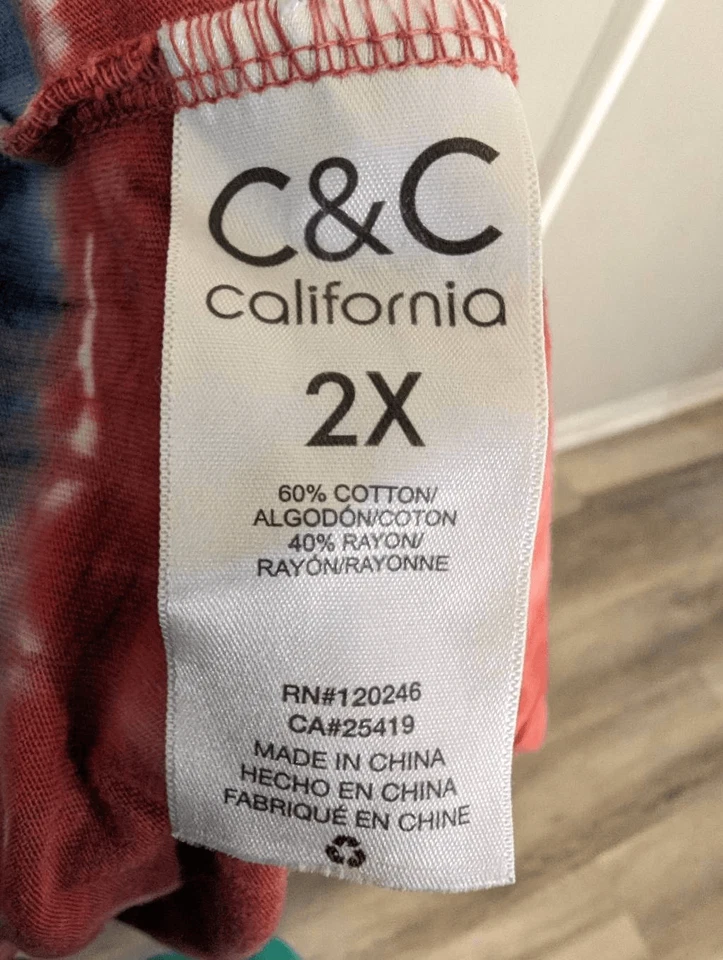 C&C
california
2X
60% COTTON/
ALGODÓN/COTON
40% RAYON/
RAYÓN/RAYONNE
RN#120246
CA#25419
MADE IN CHINA
HECHO EN CHINA
FABRIQUÉ EN CHINE